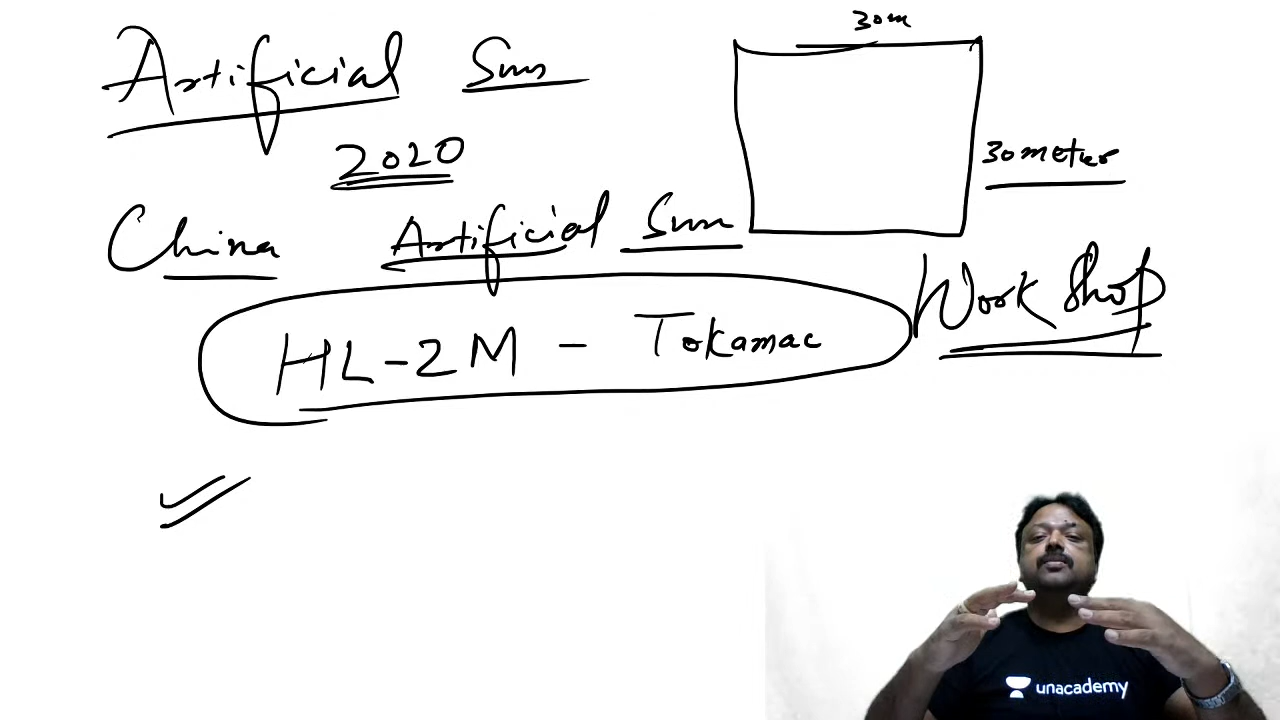 Artificial Sun
30m
2020
30meter
China Artificial Sun
Work Shop
HL-2M - Tokamac
unacademy